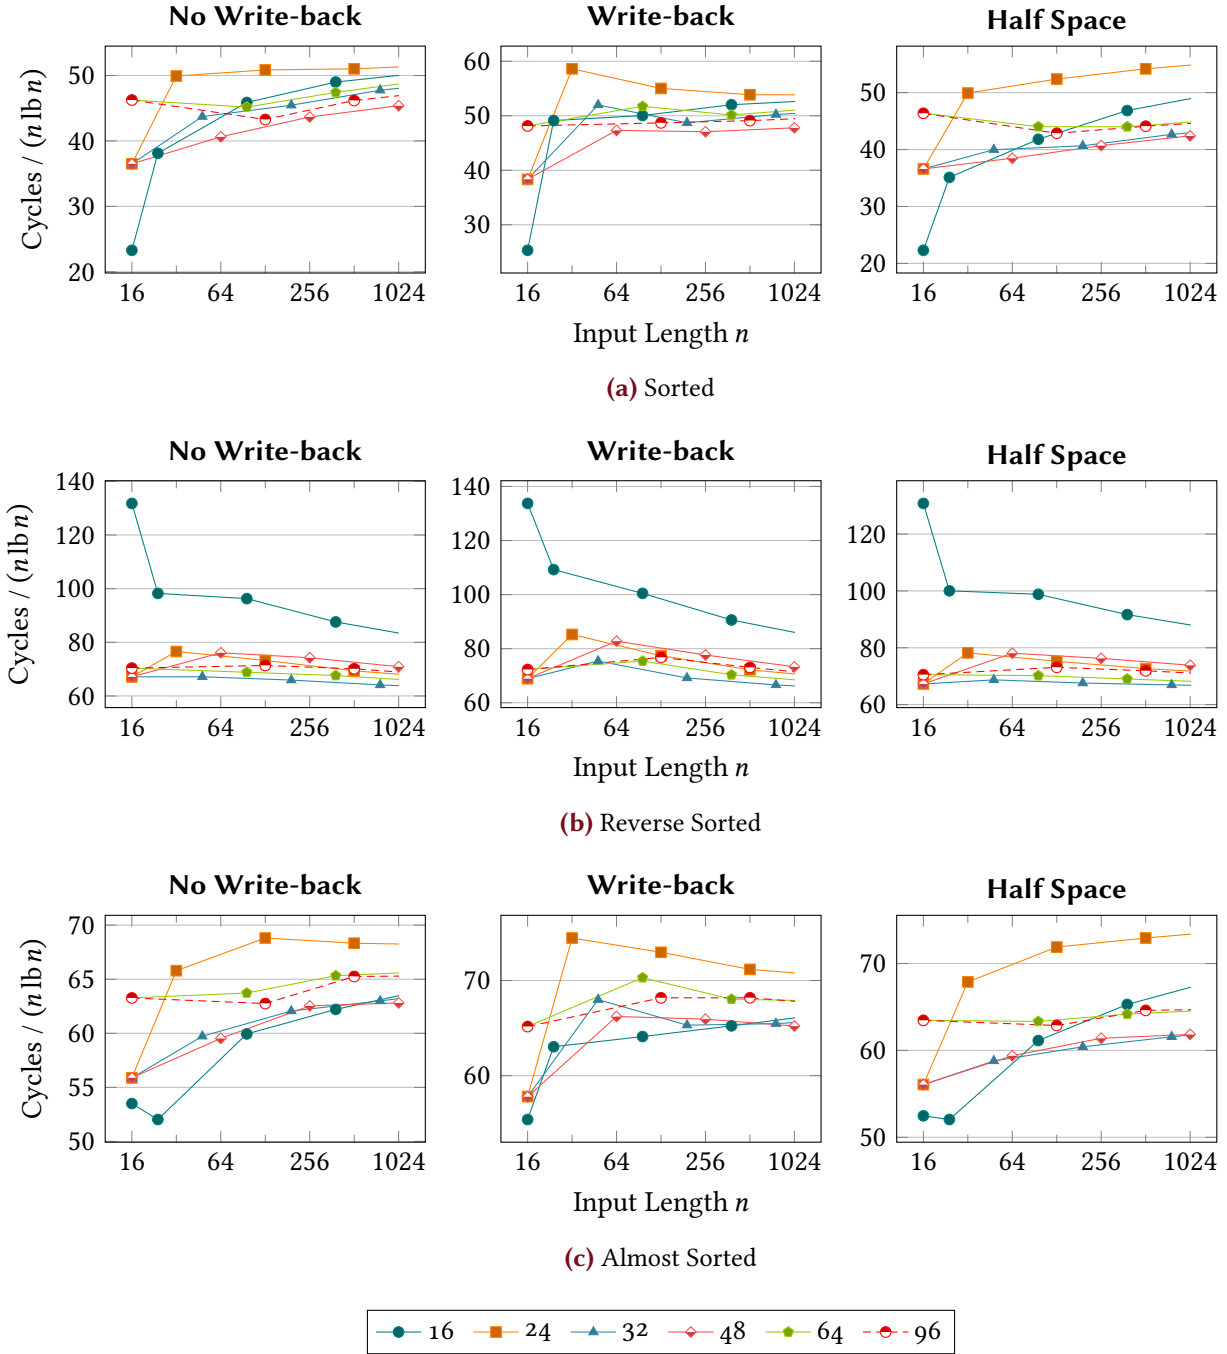 No Write-back Write-back Half Space
Cycles / (n lb n)
50
40
30
20
60
50
40
30
50
40
30
20
16 64 256 1024 16 64 256 1024 16 64 256 1024
Input Length n
(a) Sorted
No Write-back Write-back Half Space
Cycles / (n lb n)
140
120
100
80
60
140
120
100
80
60
120
100
80
60
16 64 256 1024 16 64 256 1024 16 64 256 1024
Input Length n
(b) Reverse Sorted
No Write-back Write-back Half Space
Cycles / (n lb n)
70
65
60
55
50
70
60
70
60
50
16 64 256 1024 16 64 256 1024 16 64 256 1024
Input Length n
(c) Almost Sorted
16 24 32 48 64 96